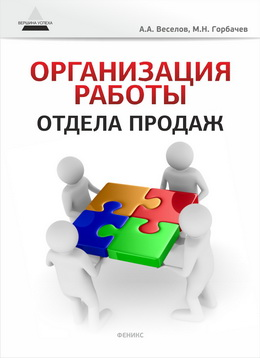 А.А. Веселов, М.Н. Горбачев
ВЕРШИНА УСПЕХА
ОРГАНИЗАЦИЯ
РАБОТЫ
ОТДЕЛА ПРОДАЖ
ФЕНИКС